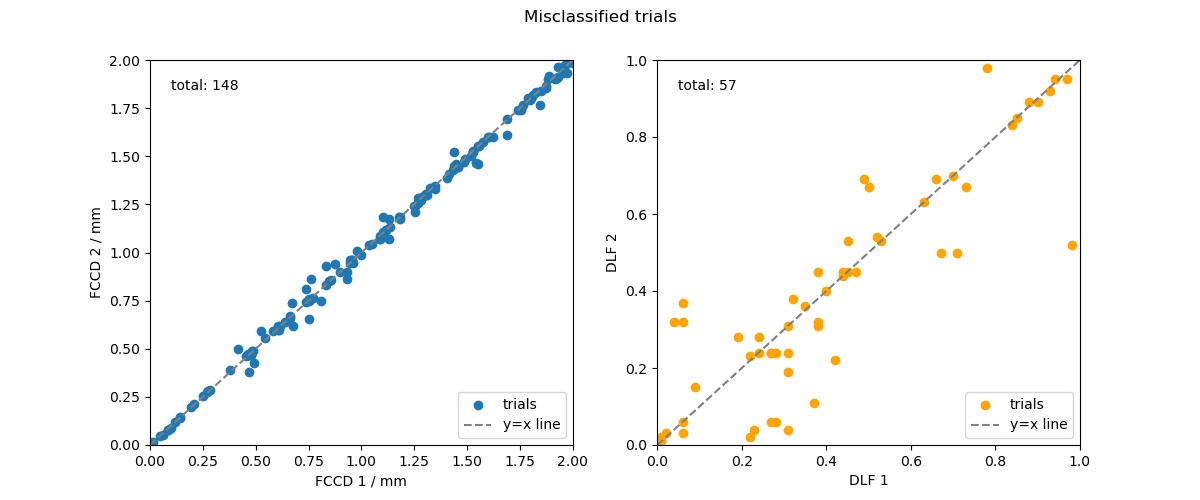 Misclassified trials
total: 148
2.00
1.75
1.50
1.25
1.00
0.75
0.50
0.25
0.00
FCCD 2 / mm
trials
y=x line
0.00 0.25 0.50 0.75 1.00 1.25 1.50 1.75 2.00
FCCD 1 / mm
total: 57
1.0
0.8
0.6
0.4
0.2
0.0
DLF 2
trials
y=x line
0.0 0.2 0.4 0.6 0.8 1.0
DLF 1